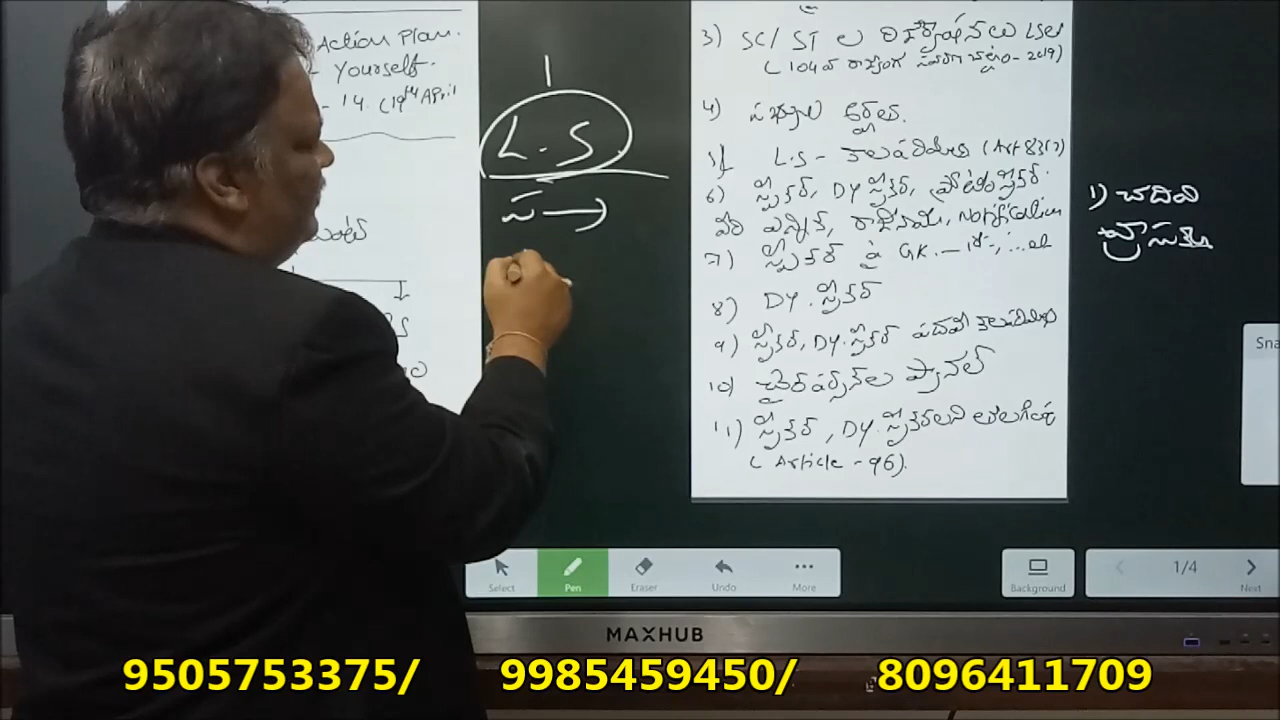 Action Plan.
- Yourself.
- 14. (19th April
L.S
స →
3) SC/ ST ల రిజర్వేషన్లు LSలు
(104వ రాజ్యాంగ సవరణ చట్టం - 2019)
4) సభ్యుల అర్హతలు.
L.S - కాలపరిమితి (Art 83(2)
6) స్పీకర్, DY స్పీకర్, ప్రోటెం స్పీకర్.
వీరి ఎన్నిక, రాజీనామా,
7) స్పీకర్ పై GK.
8) DY. స్పీకర్
9) స్పీకర్, DY. స్పీకర్ పదవీ కాలపరిమితి
10) చైర్‌పర్సన్‌ల ప్యానల్
11) స్పీకర్, DY. స్పీకర్‌లని తొలగింపు
( Article - 96).
1) చదివి
వ్రాసుకు
Sna
Select
Pen
Eraser
Undo
More
Background
1/4
Next
MAXHUB
9505753375/ 9985459450/ 8096411709